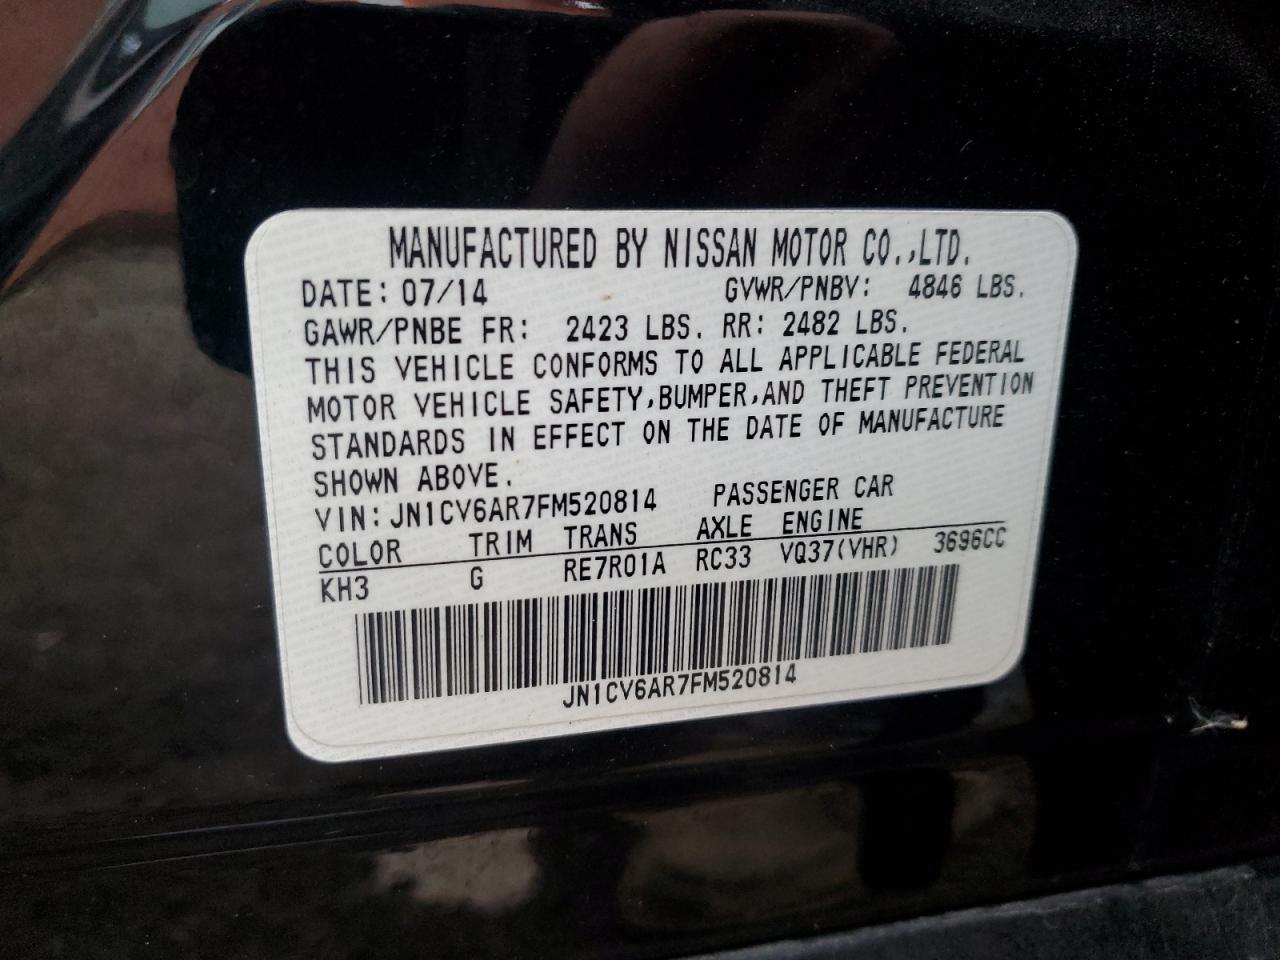 MANUFACTURED BY NISSAN MOTOR CO.,LTD.
DATE: 07/14 GVWR/PNBV: 4846 LBS.
GAWR/PNBE FR: 2423 LBS. RR: 2482 LBS.
THIS VEHICLE CONFORMS TO ALL APPLICABLE FEDERAL
MOTOR VEHICLE SAFETY,BUMPER,AND THEFT PREVENTION
STANDARDS IN EFFECT ON THE DATE OF MANUFACTURE
SHOWN ABOVE.
VIN: JN1CV6AR7FM520814 PASSENGER CAR
COLOR TRIM TRANS AXLE ENGINE
KH3 G RE7R01A RC33 VQ37(VHR) 3696CC
JN1CV6AR7FM520814